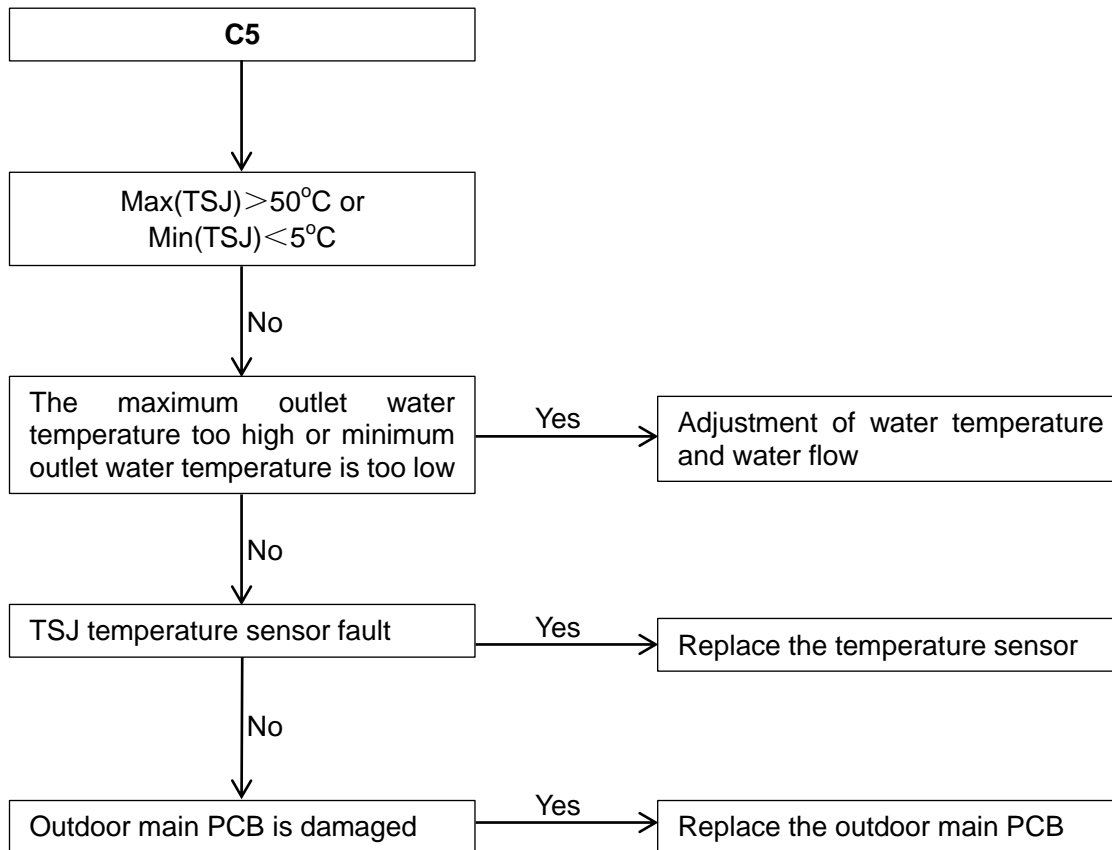 C5
Max(TSJ)＞50°C or
Min(TSJ)＜5°C
No
The maximum outlet water
temperature too high or minimum
outlet water temperature is too low
Yes
Adjustment of water temperature
and water flow
No
TSJ temperature sensor fault
Yes
Replace the temperature sensor
No
Outdoor main PCB is damaged
Yes
Replace the outdoor main PCB